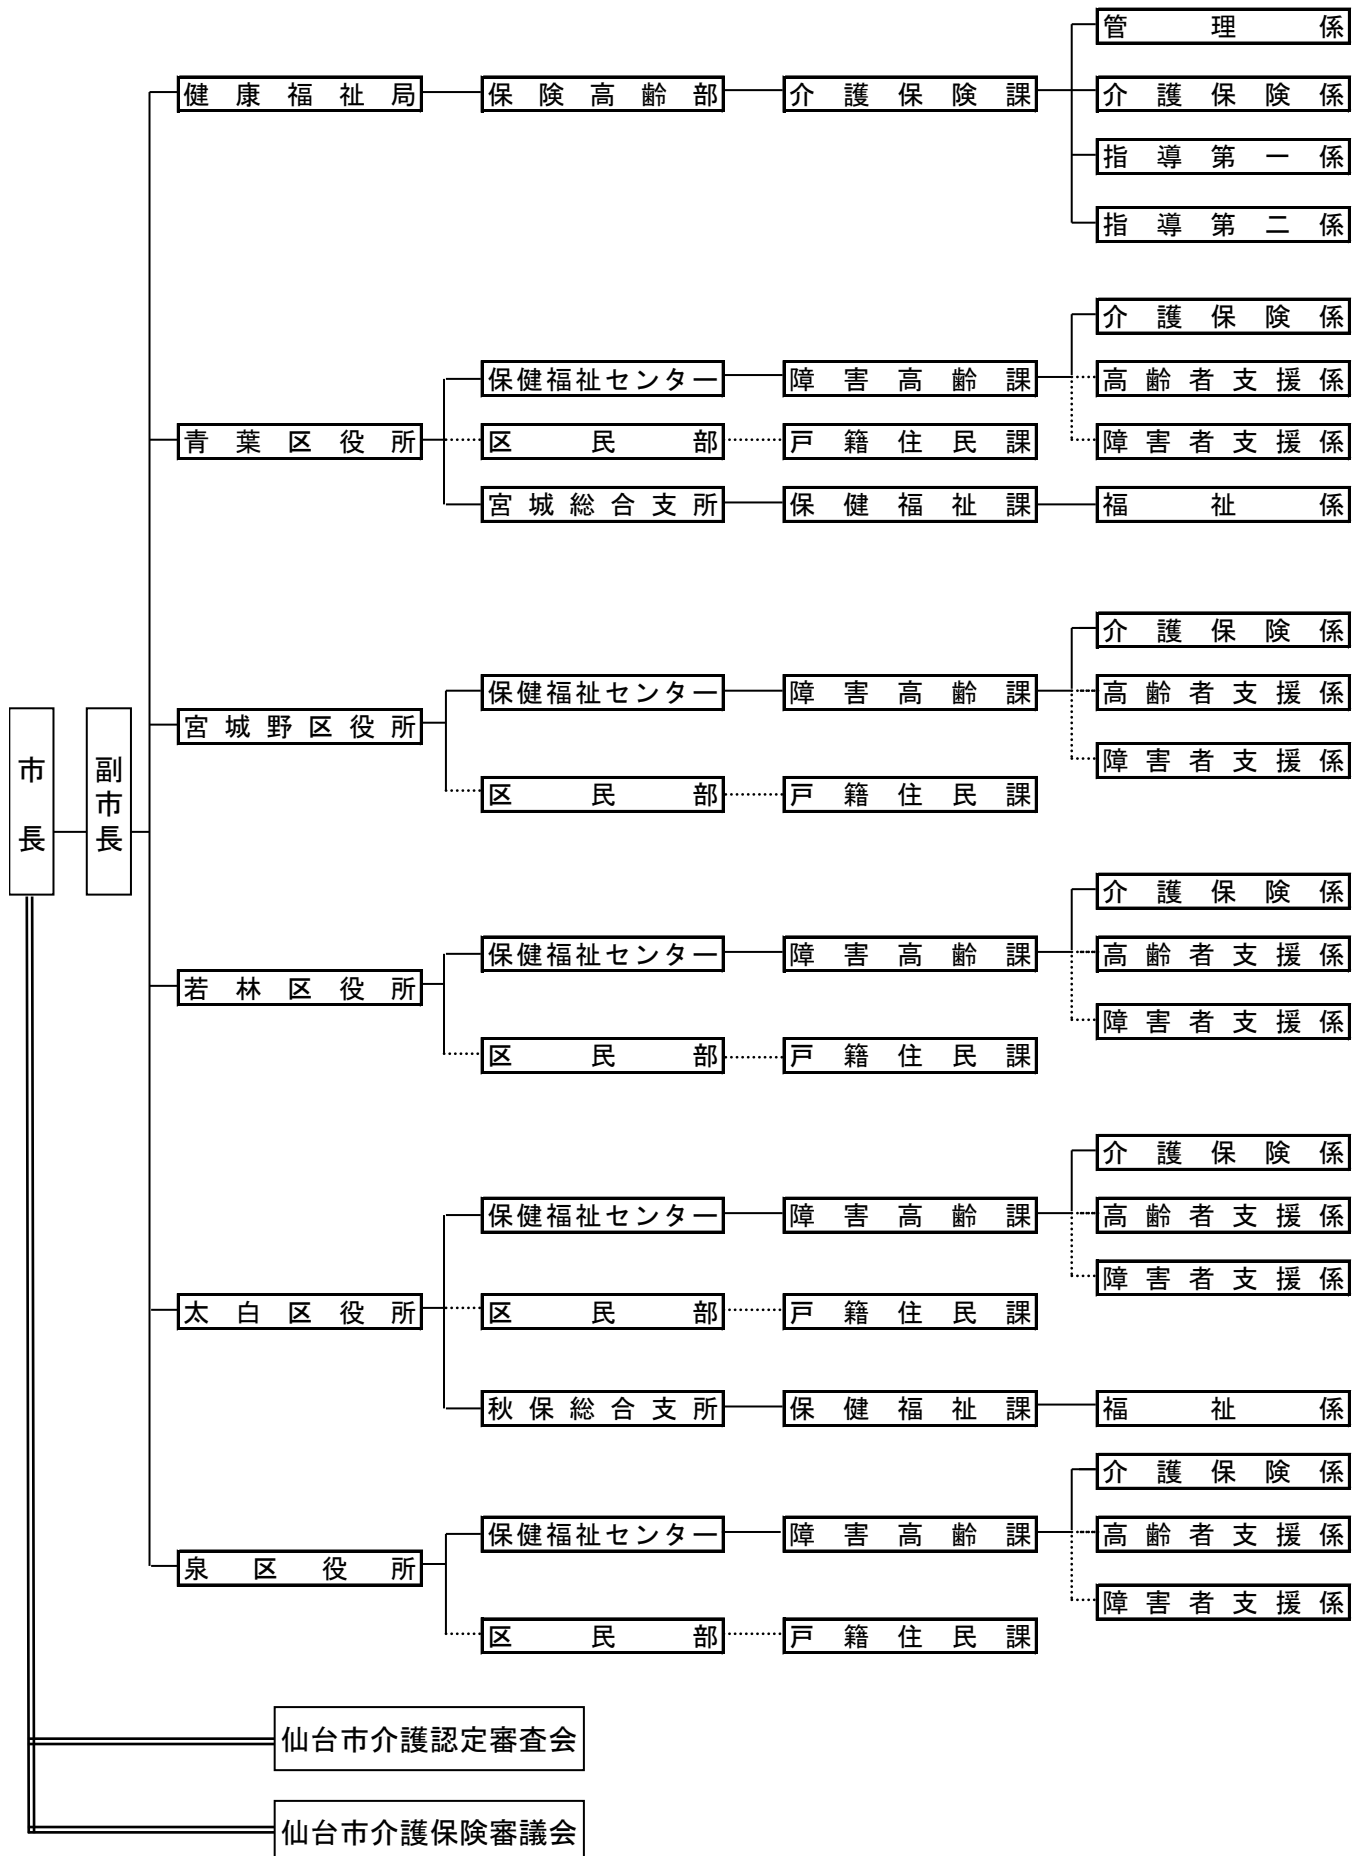 管理係
健康福祉局 保険高齢部 介護保険課 介護保険係
指導第一係
指導第二係
介護保険係
保健福祉センター 障害高齢課 高齢者支援係
青葉区役所 区民部 戸籍住民課 障害者支援係
宮城総合支所 保健福祉課 福祉係
介護保険係
保健福祉センター 障害高齢課 高齢者支援係
宮城野区役所
障害者支援係
区民部 戸籍住民課
市長
副市長
介護保険係
保健福祉センター 障害高齢課 高齢者支援係
若林区役所
障害者支援係
区民部 戸籍住民課
介護保険係
保健福祉センター 障害高齢課 高齢者支援係
障害者支援係
太白区役所 区民部 戸籍住民課
秋保総合支所 保健福祉課 福祉係
介護保険係
保健福祉センター 障害高齢課 高齢者支援係
泉区役所
障害者支援係
区民部 戸籍住民課
仙台市介護認定審査会
仙台市介護保険審議会